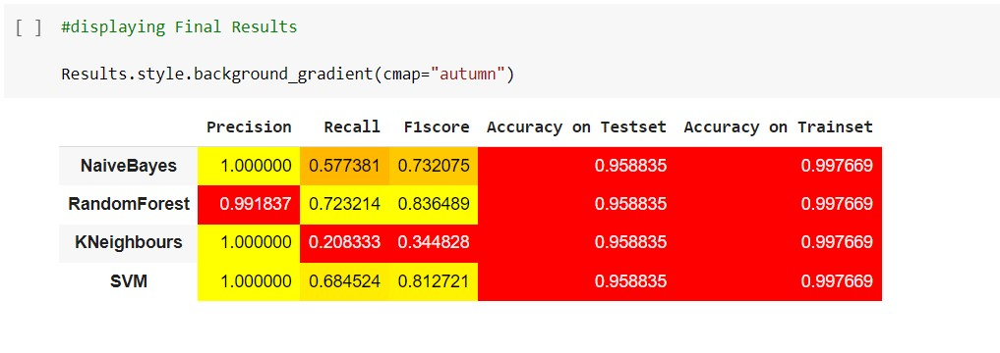 [ ] #displaying Final Results
Results.style.background_gradient(cmap="autumn")
Precision Recall F1score Accuracy on Testset Accuracy on Trainset
NaiveBayes 1.000000 0.577381 0.732075 0.958835 0.997669
RandomForest 0.991837 0.723214 0.836489 0.958835 0.997669
KNeighbours 1.000000 0.208333 0.344828 0.958835 0.997669
SVM 1.000000 0.684524 0.812721 0.958835 0.997669